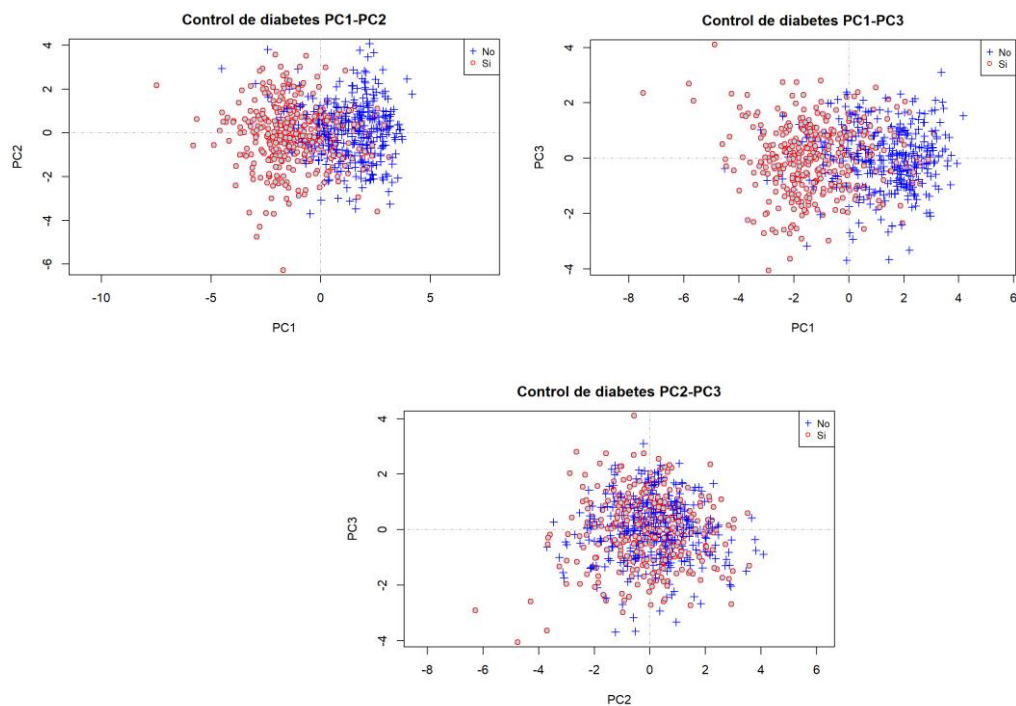 Control de diabetes PC1-PC2
No
Si
4
2
0
-2
-4
-6
PC2
-10
-5
0
5
PC1
Control de diabetes PC1-PC3
No
Si
4
2
0
-2
-4
PC3
-8
-6
-4
-2
0
2
4
6
PC1
Control de diabetes PC2-PC3
No
Si
4
2
0
-2
-4
PC3
-8
-6
-4
-2
0
2
4
6
PC2